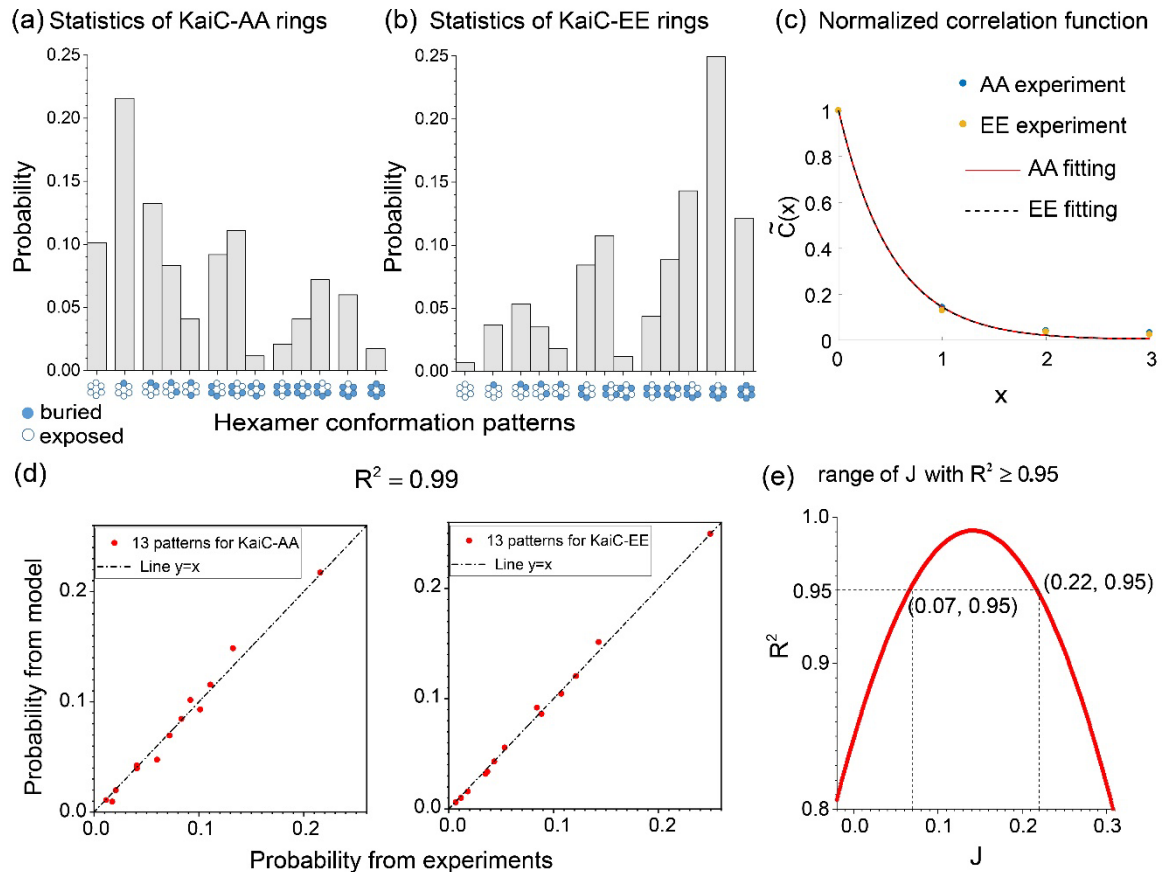 (a) Statistics of KaiC-AA rings
(b) Statistics of KaiC-EE rings
(c) Normalized correlation function
0.25
0.20
0.15
0.10
0.05
0.00
Probability
0.25
0.20
0.15
0.10
0.05
0.00
Probability
AA experiment
EE experiment
AA fitting
EE fitting
1
0.8
0.6
0.4
0.2
0
C̃(x)
0 1 2 3
x
buried
exposed
Hexamer conformation patterns
(d)
R² = 0.99
(e) range of J with R² ≥ 0.95
13 patterns for KaiC-AA
Line y=x
0.2
0.1
0.0
0.0 0.1 0.2
Probability from model
13 patterns for KaiC-EE
Line y=x
0.2
0.1
0.0
0.0 0.1 0.2
Probability from experiments
1.0
0.95
0.9
0.8
R²
(0.07, 0.95)
(0.22, 0.95)
0.0 0.1 0.2 0.3
J